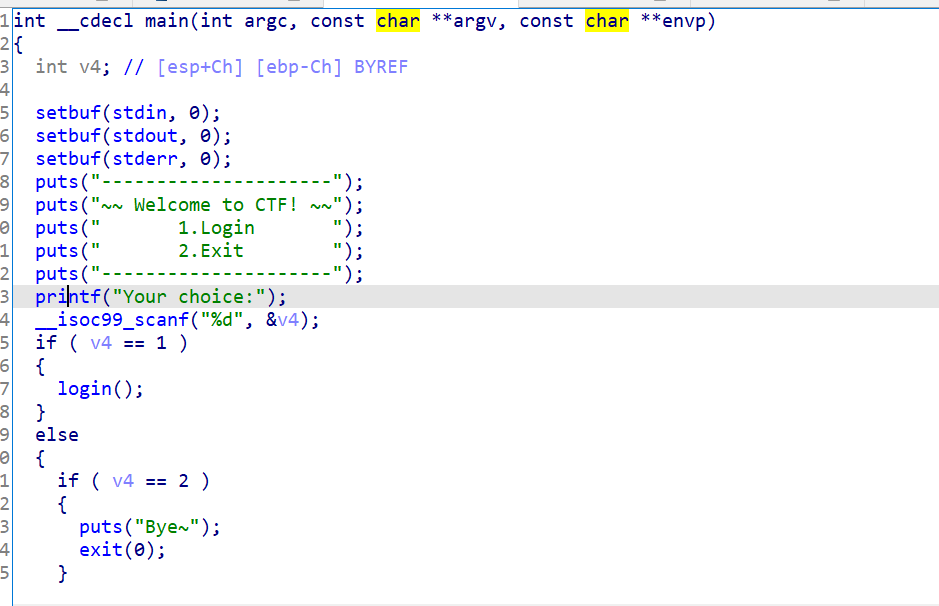 1 int __cdecl main(int argc, const char **argv, const char **envp)
2 {
3   int v4; // [esp+Ch] [ebp-Ch] BYREF
4
5   setbuf(stdin, 0);
6   setbuf(stdout, 0);
7   setbuf(stderr, 0);
8   puts("---------------------");
9   puts("~~ Welcome to CTF! ~~");
0   puts("       1.Login       ");
1   puts("       2.Exit        ");
2   puts("---------------------");
3   printf("Your choice:");
4   __isoc99_scanf("%d", &v4);
5   if ( v4 == 1 )
6   {
7     login();
8   }
9   else
0   {
1     if ( v4 == 2 )
2     {
3       puts("Bye~");
4       exit(0);
5     }